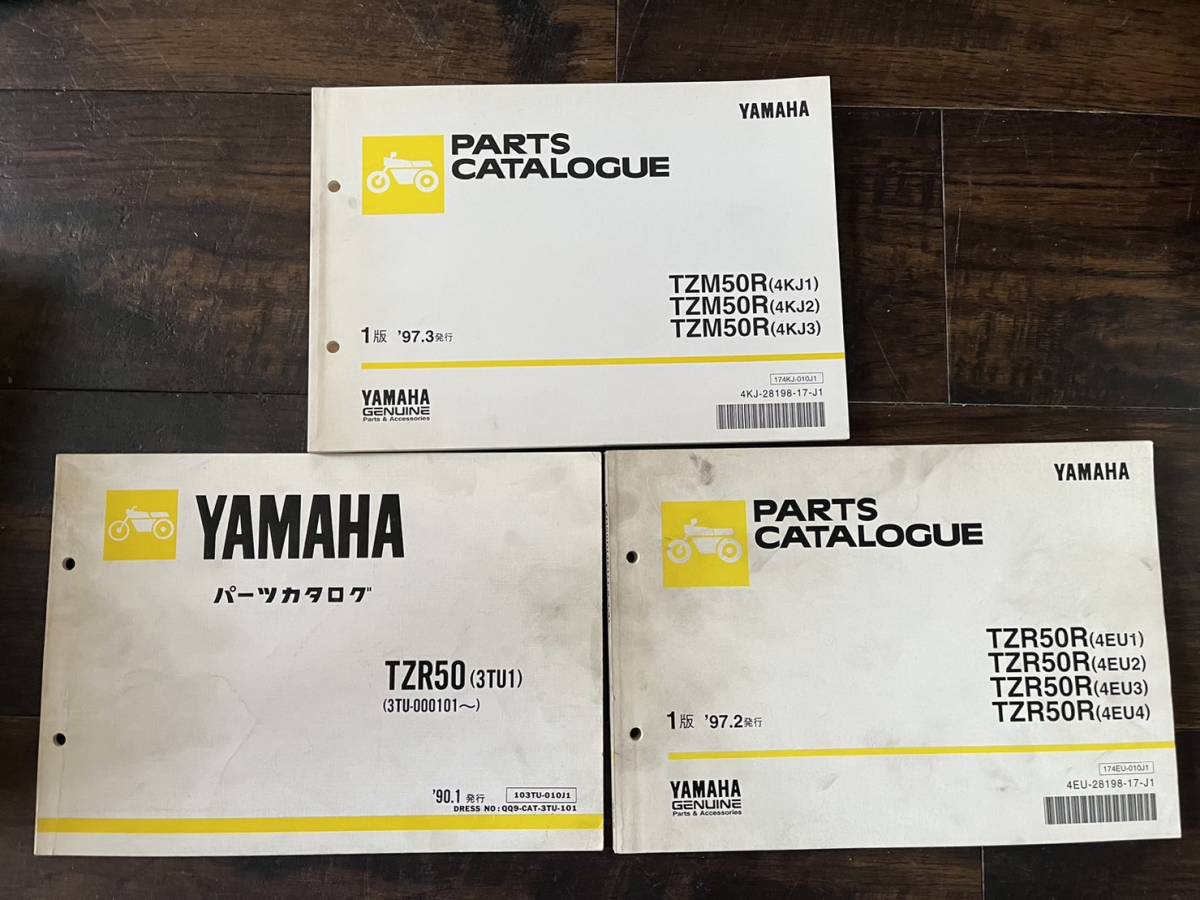 YAMAHA
PARTS
CATALOGUE
TZM50R(4KJ1)
TZM50R(4KJ2)
TZM50R(4KJ3)
1版 '97.3発行
174KJ-010J1
4KJ-28198-17-J1
YAMAHA
GENUINE
Parts & Accessories
YAMAHA
パーツカタログ
TZR50(3TU1)
(3TU-000101〜)
'90.1 発行
103TU-010J1
DRESS NO:QQ9-CAT-3TU-101
YAMAHA
PARTS
CATALOGUE
TZR50R(4EU1)
TZR50R(4EU2)
TZR50R(4EU3)
TZR50R(4EU4)
1版 '97.2発行
174EU-010J1
4EU-28198-17-J1
YAMAHA
GENUINE
Parts & Accessories